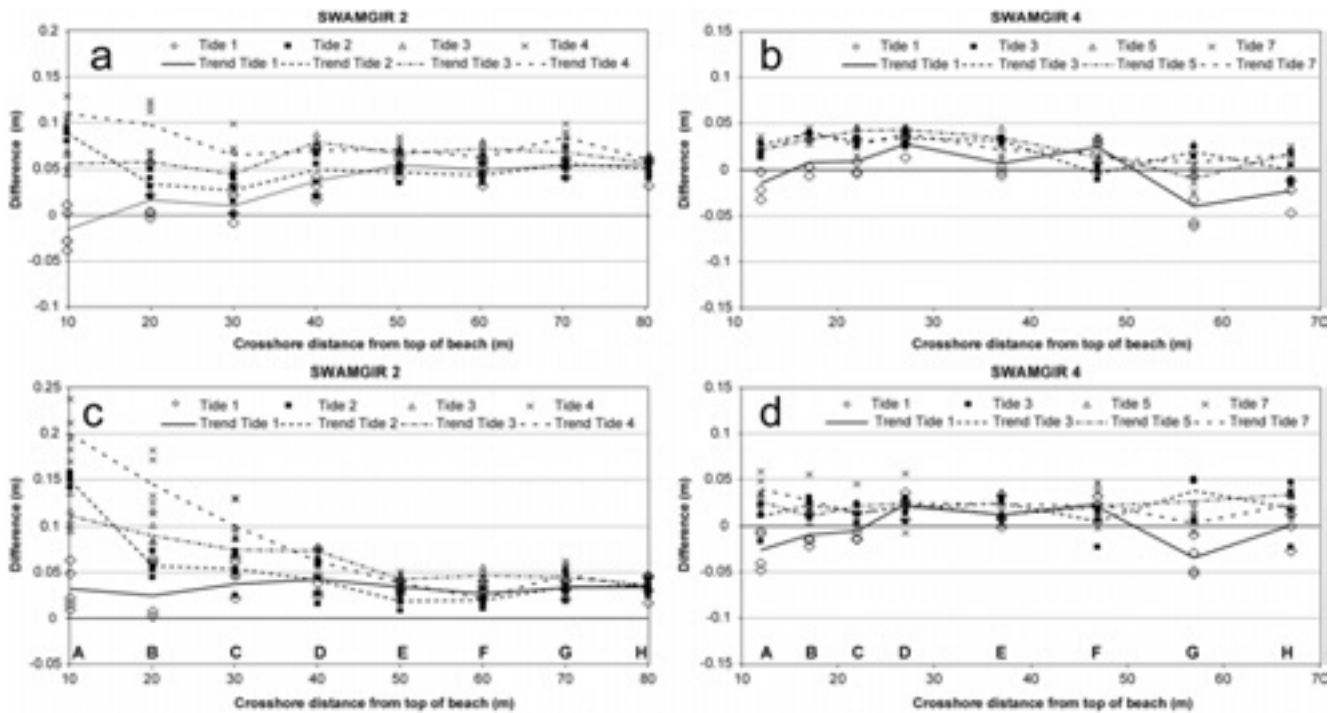 SWAMGIR 2
a
Tide 1 Tide 2 Tide 3 Tide 4
Trend Tide 1 Trend Tide 2 Trend Tide 3 Trend Tide 4
Difference (m)
0.2
0.15
0.1
0.05
0
-0.05
-0.1
10 20 30 40 50 60 70 80
Crosshore distance from top of beach (m)
SWAMGIR 4
b
Tide 1 Tide 3 Tide 5 Tide 7
Trend Tide 1 Trend Tide 3 Trend Tide 5 Trend Tide 7
Difference (m)
0.15
0.1
0.05
0
-0.05
-0.1
-0.15
10 20 30 40 50 60 70
Crosshore distance from top of beach (m)
SWAMGIR 2
c
Tide 1 Tide 2 Tide 3 Tide 4
Trend Tide 1 Trend Tide 2 Trend Tide 3 Trend Tide 4
Difference (m)
0.25
0.2
0.15
0.1
0.05
0
-0.05
A B C D E F G H
10 20 30 40 50 60 70 80
Crosshore distance from top of beach (m)
SWAMGIR 4
d
Tide 1 Tide 3 Tide 5 Tide 7
Trend Tide 1 Trend Tide 3 Trend Tide 5 Trend Tide 7
Difference (m)
0.15
0.1
0.05
0
-0.05
-0.1
-0.15
A B C D E F G H
10 20 30 40 50 60 70
Crosshore distance from top of beach (m)